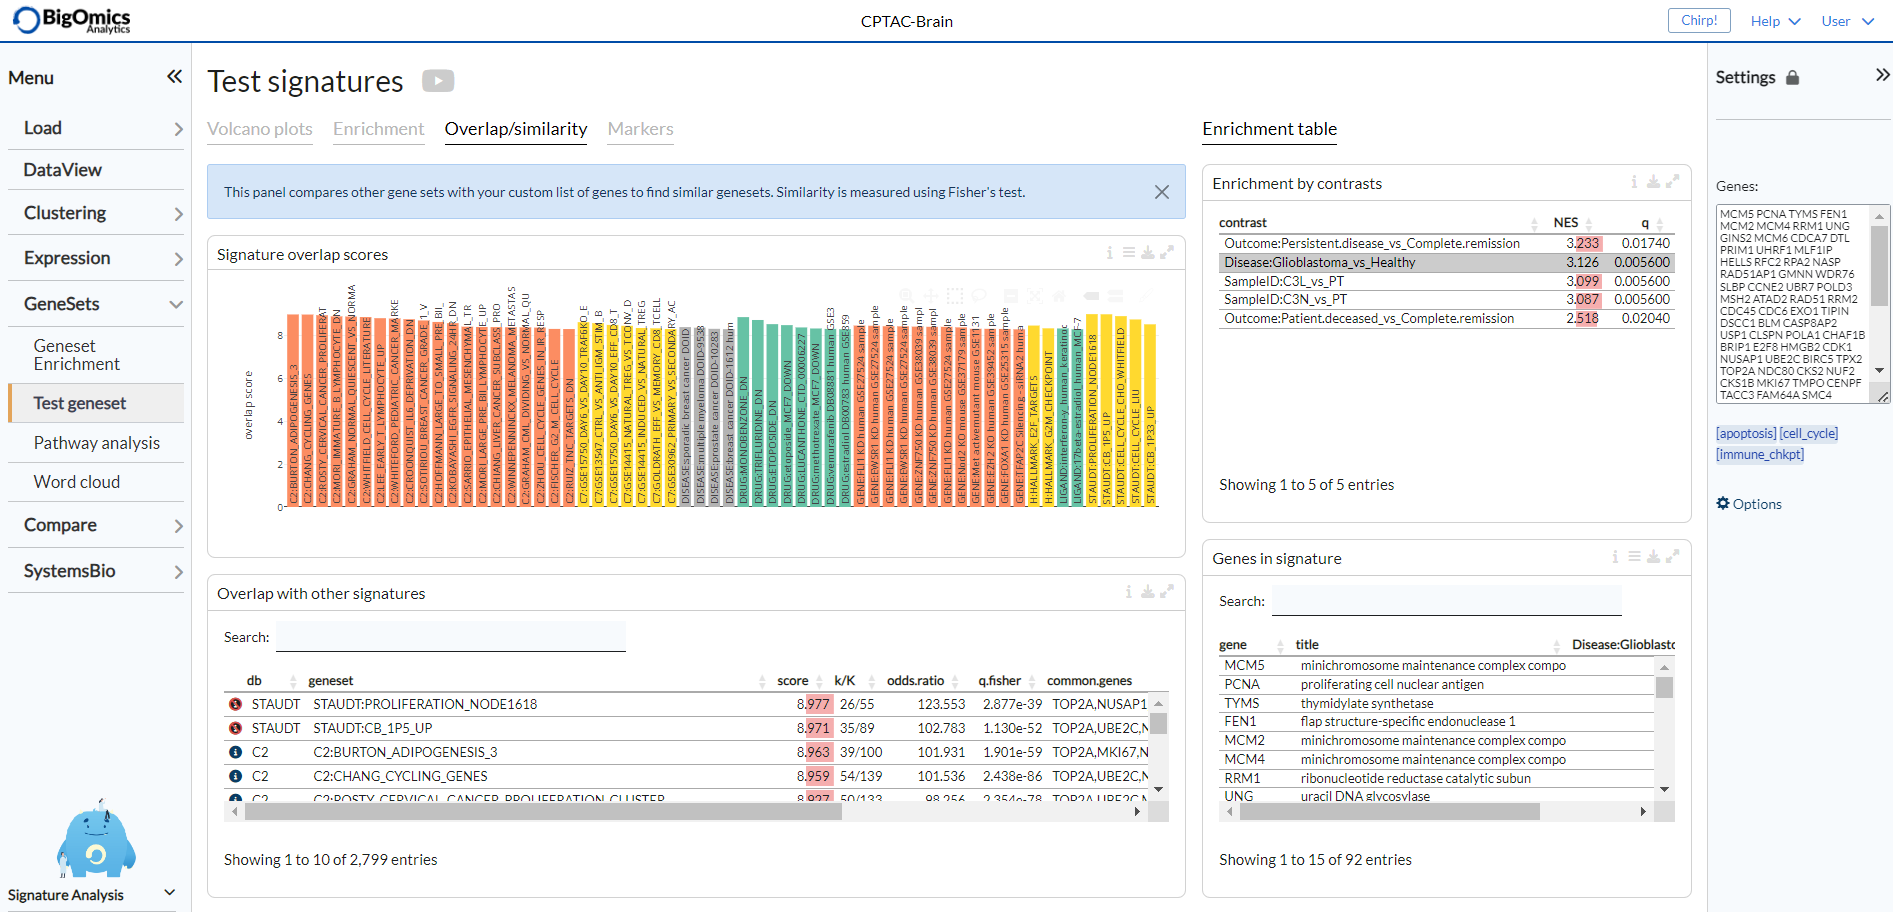 BigOmics
Analytics
CPTAC-Brain
Chirp!
Help
User
Menu
Load
DataView
Clustering
Expression
GeneSets
Geneset
Enrichment
Test geneset
Pathway analysis
Word cloud
Compare
SystemsBio
Signature Analysis
Test signatures
Volcano plots
Enrichment
Overlap/similarity
Markers
This panel compares other gene sets with your custom list of genes to find similar genesets. Similarity is measured using Fisher's test.
Signature overlap scores
overlap score
8
6
4
2
0
C2:BURTON_ADIPOGENESIS_3
C2:CHANG_CYCLING_GENES
C2:ROSTY_CERVICAL_CANCER_PROLIFERAT
C2:MORI_IMMATURE_B_LYMPHOCYTE_DN
C2:GRAHAM_NORMAL_QUIESCENT_VS_NORMA
C2:WHITFIELD_CELL_CYCLE_LITERATURE
C2:LEE_EARLY_T_LYMPHOCYTE_UP
C2:WHITEFORD_PEDIATRIC_CANCER_MARKE
C2:CROONQUIST_IL6_DEPRIVATION_DN
C2:SOTIRIOU_BREAST_CANCER_GRADE_1_V
C2:HOFFMANN_LARGE_TO_SMALL_PRE_BII_
C2:KOBAYASHI_EGFR_SIGNALING_24HR_DN
C2:SARRIO_EPITHELIAL_MESENCHYMAL_TR
C2:MORI_LARGE_PRE_BII_LYMPHOCYTE_UP
C2:CHIANG_LIVER_CANCER_SUBCLASS_PRO
C2:WINNEPENNINCKX_MELANOMA_METASTAS
C2:GRAHAM_CML_DIVIDING_VS_NORMAL_QU
C2:ZHOU_CELL_CYCLE_GENES_IN_IR_RESP
C2:FISCHER_G2_M_CELL_CYCLE
C2:RUIZ_TNC_TARGETS_DN
C7:GSE15750_DAY6_VS_DAY10_TRAF6KO_E
C7:GSE13547_CTRL_VS_ANTI_IGM_STIM_B
C7:GSE15750_DAY6_VS_DAY10_EFF_CD8_T
C7:GSE14415_NATURAL_TREG_VS_TCONV_D
C7:GSE14415_INDUCED_VS_NATURAL_TREG
C7:GOLDRATH_EFF_VS_MEMORY_CD8_TCELL
C7:GSE30962_PRIMARY_VS_SECONDARY_AC
DISEASE:sporadic breast cancer DOID
DISEASE:multiple myeloma DOID-9538
DISEASE:prostate cancer DOID-10283
DISEASE:breast cancer DOID-1612 hum
DRUG:MONOBENZONE_DN
DRUG:TRIFLURIDINE_DN
DRUG:ETOPOSIDE_DN
DRUG:etoposide_MCF7_DOWN
DRUG:LUCANTHONE_CTD_00006227
DRUG:methotrexate_MCF7_DOWN
DRUG:vemurafenib DB08881 human GSE3
DRUG:estradiol DB00783 human GSE859
GENE:FLI1 KD human GSE27524 sample
GENE:EWSR1 KD human GSE27524 sample
GENE:FLI1 KD human GSE27524 sample
GENE:EWSR1 KD human GSE27524 sample
GENE:ZNF750 KD human GSE38039 sampl
GENE:ZNF750 KD human GSE38039 sampl
GENE:FLI1 KD human GSE27524 sample
GENE:Nod2 KO mouse GSE37179 sample
GENE:Met activemutant mouse GSE1131
GENE:EZH2 KD human GSE39452 sample
GENE:FOXA1 KD human GSE25315 sample
GENE:TFAP2C Silencing -siRNA2 huma
H:HALLMARK_E2F_TARGETS
H:HALLMARK_G2M_CHECKPOINT
LIGAND:interferon-y_human_keratinoc
LIGAND:17beta-estradiol_human_MCF-7
STAUDT:PROLIFERATION_NODE1618
STAUDT:CB_1P5_UP
STAUDT:CELL_CYCLE_CHO_WHITFIELD
STAUDT:CELL_CYCLE_LIU
STAUDT:CB_1P33_UP
Overlap with other signatures
Search:
db geneset score k/K odds.ratio q.fisher common.genes
STAUDT STAUDT:PROLIFERATION_NODE1618 8.977 26/55 123.553 2.877e-39 TOP2A,NUSAP1
STAUDT STAUDT:CB_1P5_UP 8.971 35/89 102.783 1.130e-52 TOP2A,UBE2C,N
C2 C2:BURTON_ADIPOGENESIS_3 8.963 39/100 101.931 1.901e-59 TOP2A,MKI67,N
C2 C2:CHANG_CYCLING_GENES 8.959 54/139 101.536 2.438e-86 TOP2A,UBE2C,N
C2 C2:ROSTY_CERVICAL_CANCER_PROLIFERATION_CLUSTER 8.927 50/133 98.256 2.354e-78 TOP2A,UBE2C,M
Showing 1 to 10 of 2,799 entries
Enrichment table
Enrichment by contrasts
contrast NES q
Outcome:Persistent.disease_vs_Complete.remission 3.233 0.01740
Disease:Glioblastoma_vs_Healthy 3.126 0.005600
SampleID:C3L_vs_PT 3.099 0.005600
SampleID:C3N_vs_PT 3.087 0.005600
Outcome:Patient.deceased_vs_Complete.remission 2.518 0.02040
Showing 1 to 5 of 5 entries
Genes in signature
Search:
gene title Disease:Glioblasto
MCM5 minichromosome maintenance complex compo
PCNA proliferating cell nuclear antigen
TYMS thymidylate synthetase
FEN1 flap structure-specific endonuclease 1
MCM2 minichromosome maintenance complex compo
MCM4 minichromosome maintenance complex compo
RRM1 ribonucleotide reductase catalytic subun
UNG uracil DNA glycosylase
Showing 1 to 15 of 92 entries
Settings
Genes:
MCM5 PCNA TYMS FEN1
MCM2 MCM4 RRM1 UNG
GINS2 MCM6 CDCA7 DTL
PRIM1 UHRF1 MLF1IP
HELLS RFC2 RPA2 NASP
RAD51AP1 GMNN WDR76
SLBP CCNE2 UBR7 POLD3
MSH2 ATAD2 RAD51 RRM2
CDC45 CDC6 EXO1 TIPIN
DSCC1 BLM CASP8AP2
USP1 CLSPN POLA1 CHAF1B
BRIP1 E2F8 HMGB2 CDK1
NUSAP1 UBE2C BIRC5 TPX2
TOP2A NDC80 CKS2 NUF2
CKS1B MKI67 TMPO CENPF
TACC3 FAM64A SMC4
[apoptosis] [cell_cycle]
[immune_chkpt]
Options